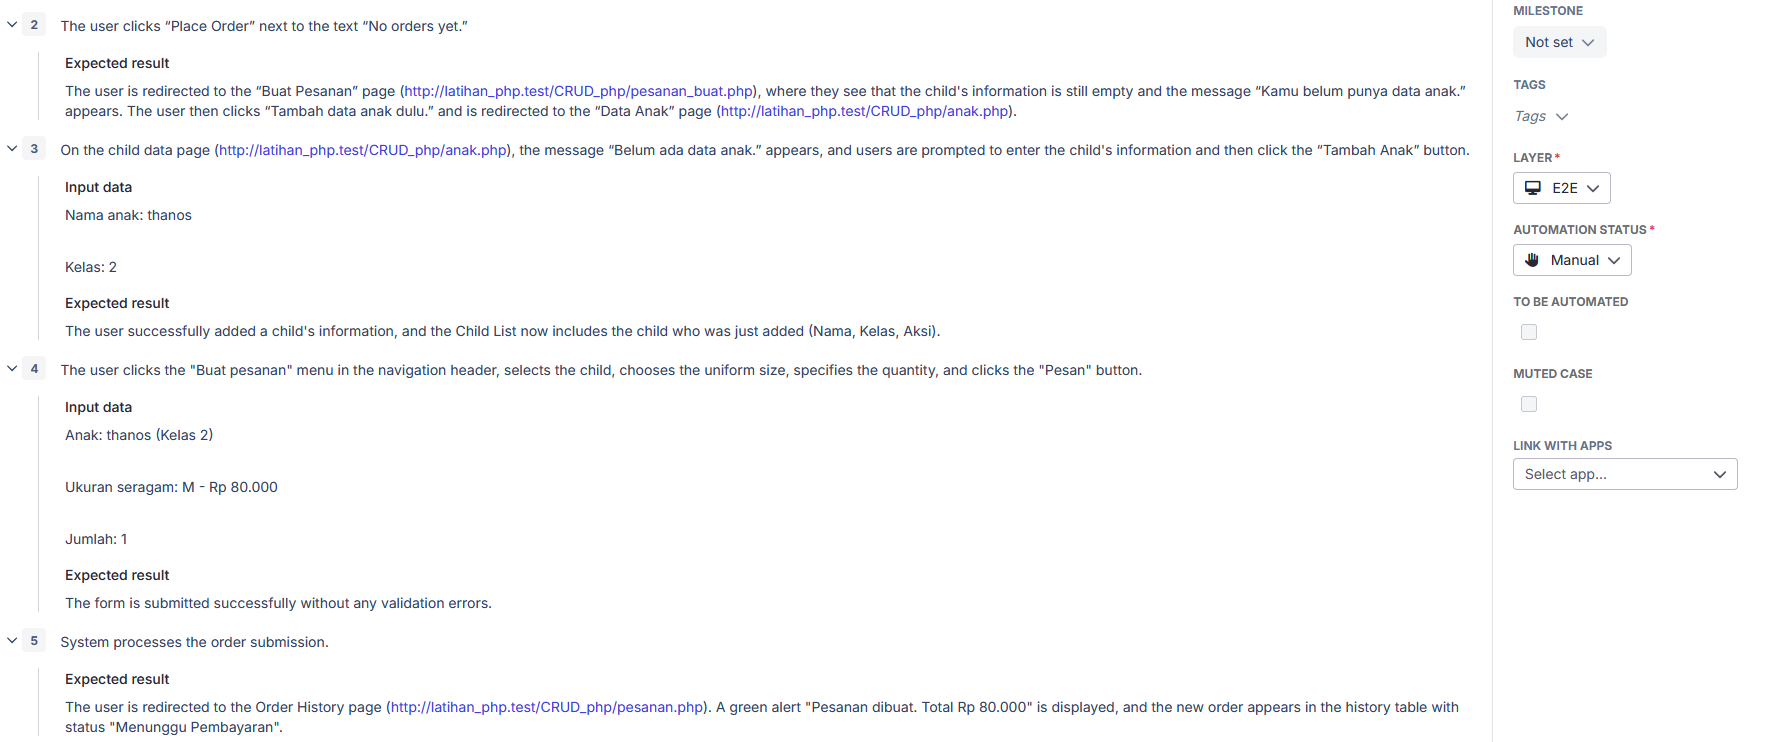 2 The user clicks “Place Order” next to the text “No orders yet.”
Expected result
The user is redirected to the “Buat Pesanan” page (http://latihan_php.test/CRUD_php/pesanan_buat.php), where they see that the child's information is still empty and the message “Kamu belum punya data anak.”
appears. The user then clicks “Tambah data anak dulu.” and is redirected to the “Data Anak” page (http://latihan_php.test/CRUD_php/anak.php).
3 On the child data page (http://latihan_php.test/CRUD_php/anak.php), the message “Belum ada data anak.” appears, and users are prompted to enter the child's information and then click the “Tambah Anak” button.
Input data
Nama anak: thanos
Kelas: 2
Expected result
The user successfully added a child's information, and the Child List now includes the child who was just added (Nama, Kelas, Aksi).
4 The user clicks the "Buat pesanan" menu in the navigation header, selects the child, chooses the uniform size, specifies the quantity, and clicks the "Pesan" button.
Input data
Anak: thanos (Kelas 2)
Ukuran seragam: M - Rp 80.000
Jumlah: 1
Expected result
The form is submitted successfully without any validation errors.
5 System processes the order submission.
Expected result
The user is redirected to the Order History page (http://latihan_php.test/CRUD_php/pesanan.php). A green alert "Pesanan dibuat. Total Rp 80.000" is displayed, and the new order appears in the history table with
status "Menunggu Pembayaran".
MILESTONE
Not set
TAGS
Tags
LAYER*
E2E
AUTOMATION STATUS*
Manual
TO BE AUTOMATED
MUTED CASE
LINK WITH APPS
Select app...